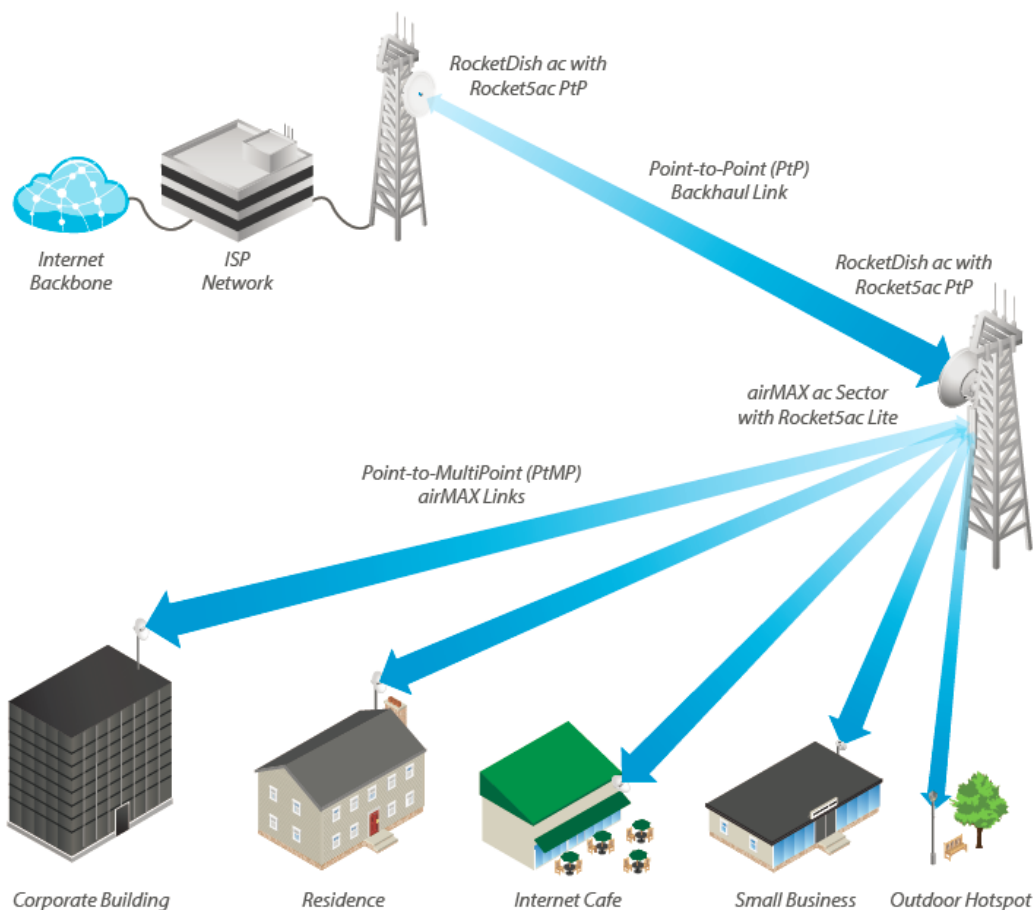 RocketDish ac with
Rocket5ac PtP
Point-to-Point (PtP)
Backhaul Link
Internet
Backbone
ISP
Network
RocketDish ac with
Rocket5ac PtP
airMAX ac Sector
with Rocket5ac Lite
Point-to-MultiPoint (PtMP)
airMAX Links
Corporate Building
Residence
Internet Cafe
Small Business
Outdoor Hotspot